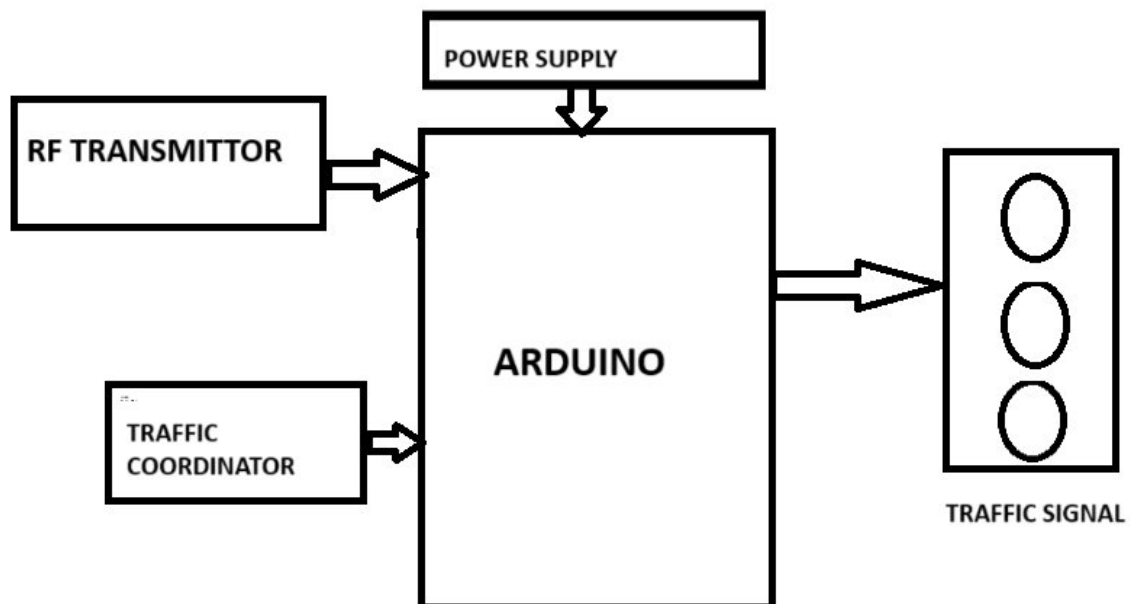 POWER SUPPLY
RF TRANSMITTOR
ARDUINO
TRAFFIC
COORDINATOR
TRAFFIC SIGNAL